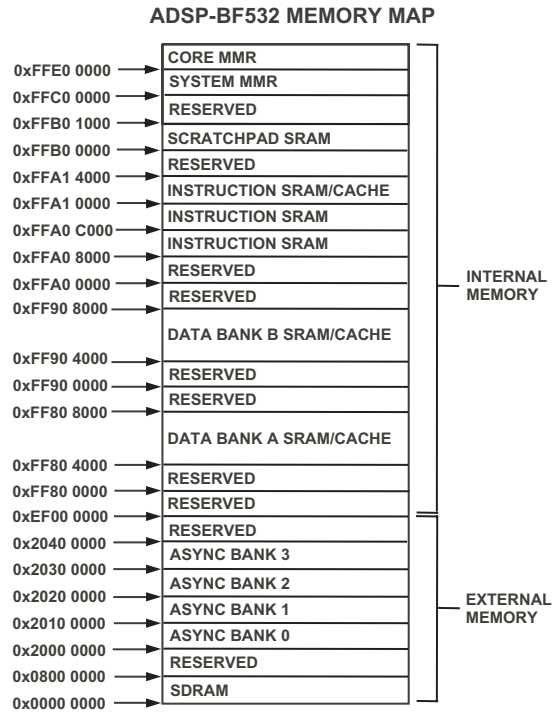 ADSP-BF532 MEMORY MAP
CORE MMR
0xFFE0 0000
SYSTEM MMR
0xFFC0 0000
RESERVED
0xFFB0 1000
SCRATCHPAD SRAM
0xFFB0 0000
RESERVED
0xFFA1 4000
INSTRUCTION SRAM/CACHE
0xFFA1 0000
INSTRUCTION SRAM
0xFFA0 C000
INSTRUCTION SRAM
0xFFA0 8000
RESERVED
0xFFA0 0000
RESERVED
0xFF90 8000
DATA BANK B SRAM/CACHE
0xFF90 4000
RESERVED
0xFF90 0000
RESERVED
0xFF80 8000
DATA BANK A SRAM/CACHE
0xFF80 4000
RESERVED
0xFF80 0000
RESERVED
0xEF00 0000
RESERVED
0x2040 0000
ASYNC BANK 3
0x2030 0000
ASYNC BANK 2
0x2020 0000
ASYNC BANK 1
0x2010 0000
ASYNC BANK 0
0x2000 0000
RESERVED
0x0800 0000
SDRAM
0x0000 0000
INTERNAL
MEMORY
EXTERNAL
MEMORY